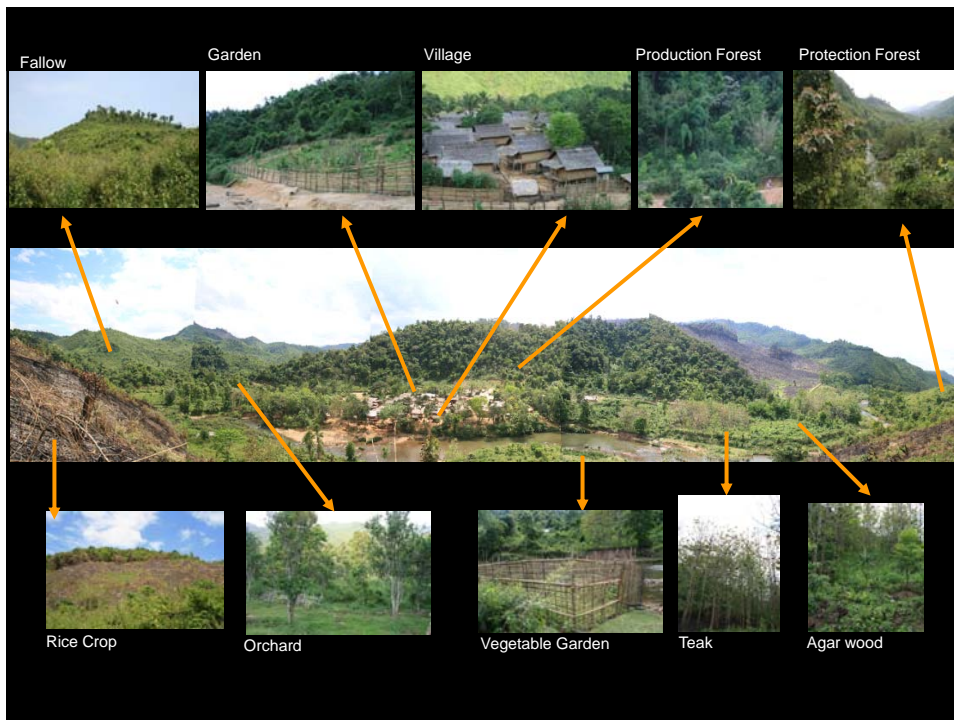 Fallow
Garden
Village
Production Forest
Protection Forest
Rice Crop
Orchard
Vegetable Garden
Teak
Agar wood